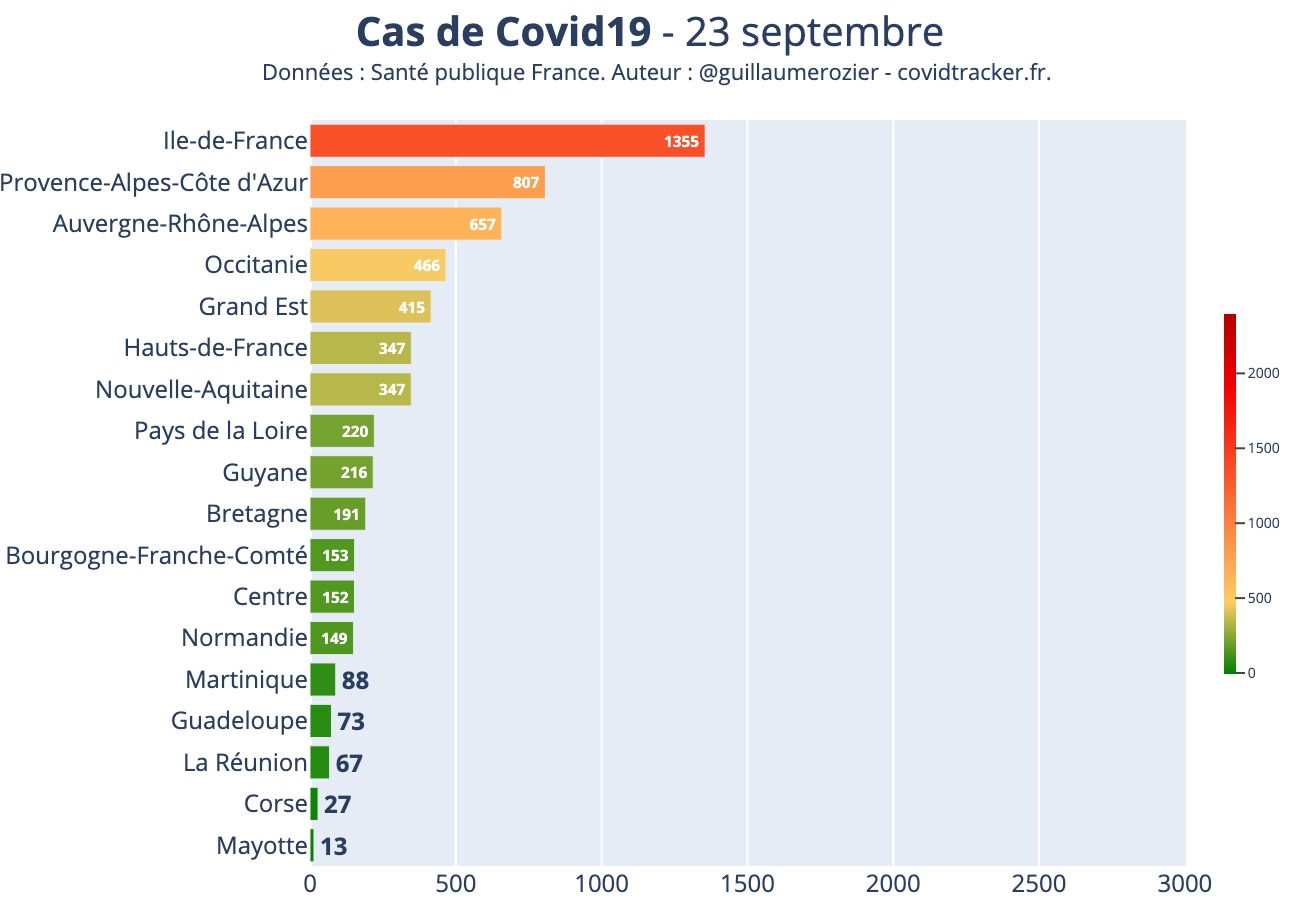 Cas de Covid19 - 23 septembre
Données : Santé publique France. Auteur : @guillaumerozier - covidtracker.fr.
Ile-de-France 1355
Provence-Alpes-Côte d'Azur 807
Auvergne-Rhône-Alpes 657
Occitanie 466
Grand Est 415
Hauts-de-France 347
Nouvelle-Aquitaine 347
Pays de la Loire 220
Guyane 216
Bretagne 191
Bourgogne-Franche-Comté 153
Centre 152
Normandie 149
Martinique 88
Guadeloupe 73
La Réunion 67
Corse 27
Mayotte 13
0 500 1000 1500 2000 2500 3000
2000
1500
1000
500
0